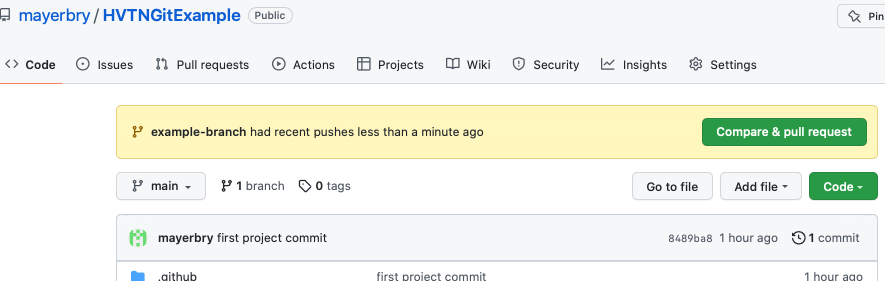 mayerbry / HVTNGitExample Public Pin
Code Issues Pull requests Actions Projects Wiki Security Insights Settings
example-branch had recent pushes less than a minute ago Compare & pull request
main 1 branch 0 tags Go to file Add file Code
mayerbry first project commit 8489ba8 1 hour ago 1 commit
.github first project commit 1 hour ago